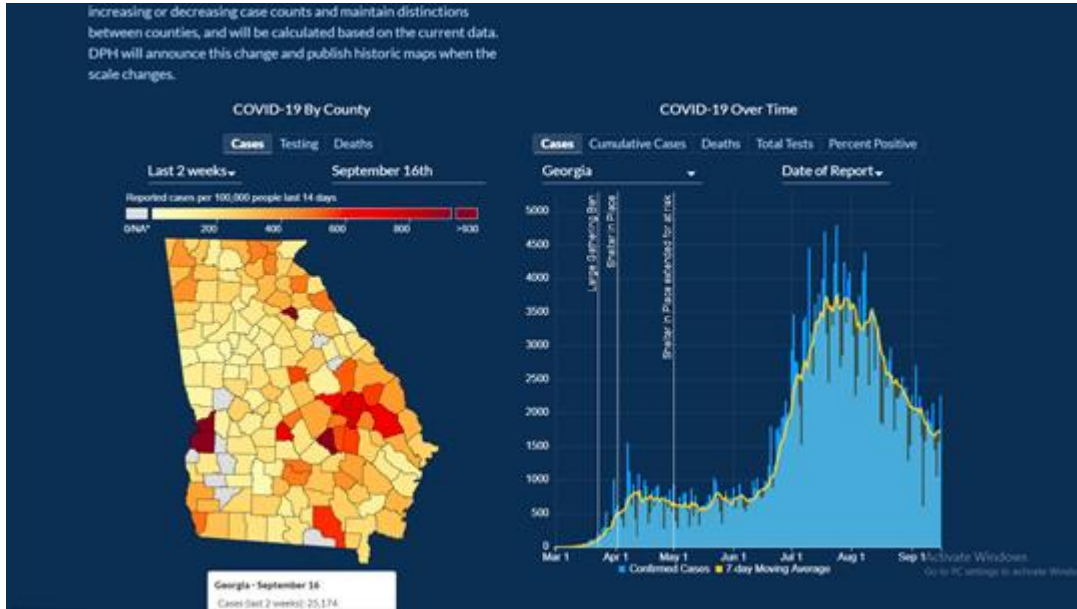 increasing or decreasing case counts and maintain distinctions
between counties, and will be calculated based on the current data.
DPH will announce this change and publish historic maps when the
scale changes.
COVID-19 By County
Cases Testing Deaths
Last 2 weeks September 16th
Reported cases per 100,000 people last 14 days
0/NA* 200 400 600 800 >930
Georgia - September 16
Cases (last 2 weeks): 25,174
COVID-19 Over Time
Cases Cumulative Cases Deaths Total Tests Percent Positive
Georgia Date of Report
Large Gathering Ban
Shelter in Place
Shelter in Place extended for at risk
5000
4500
4000
3500
3000
2500
2000
1500
1000
500
0
Mar 1 Apr 1 May 1 Jun 1 Jul 1 Aug 1 Sep 1
Confirmed Cases 7-day Moving Average
Activate Windows
Go to PC settings to activate